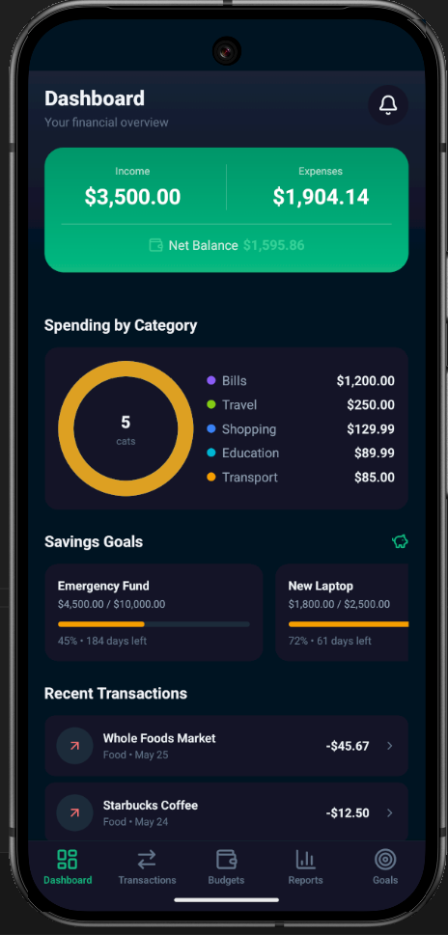 Dashboard
Your financial overview
Income Expenses
$3,500.00 $1,904.14
Net Balance $1,595.86
Spending by Category
5
cats
Bills $1,200.00
Travel $250.00
Shopping $129.99
Education $89.99
Transport $85.00
Savings Goals
Emergency Fund
$4,500.00 / $10,000.00
45% • 184 days left
New Laptop
$1,800.00 / $2,500.00
72% • 61 days left
Recent Transactions
Whole Foods Market
Food • May 25
-$45.67
Starbucks Coffee
Food • May 24
-$12.50
Dashboard Transactions Budgets Reports Goals